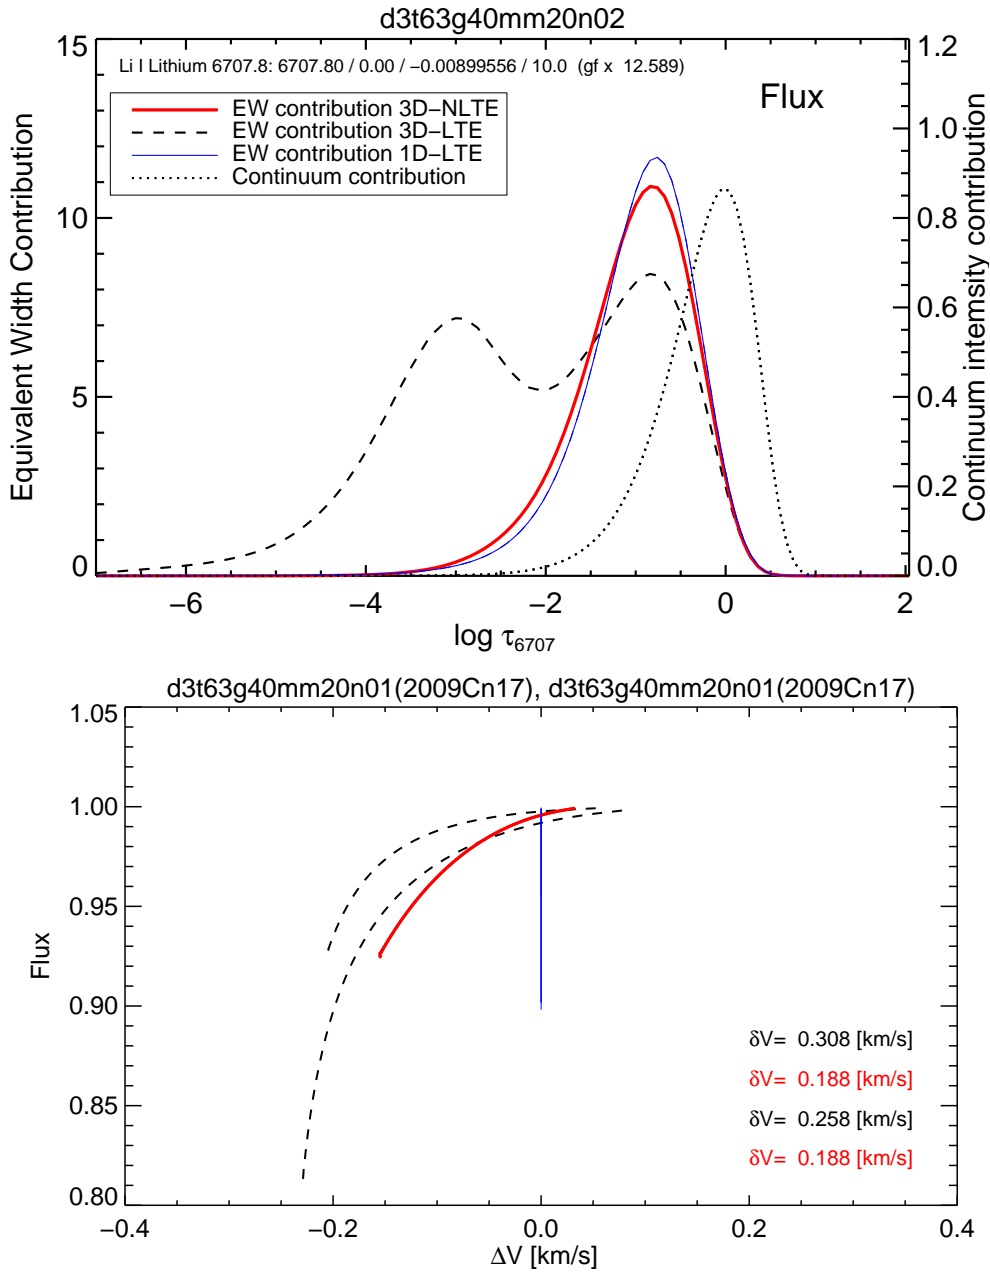 d3t63g40mm20n02
15
1.2
Li I Lithium 6707.8: 6707.80 / 0.00 / −0.00899556 / 10.0 (gf x 12.589)
EW contribution 3D−NLTE
EW contribution 3D−LTE
EW contribution 1D−LTE
Continuum contribution
Flux
1.0
10
0.8
0.6
5
0.4
0.2
0
0.0
Equivalent Width Contribution
Continuum intemsity contribution
−6
−4
−2
0
2
log τ6707
d3t63g40mm20n01(2009Cn17), d3t63g40mm20n01(2009Cn17)
1.05
1.00
0.95
0.90
0.85
0.80
Flux
δV= 0.308 [km/s]
δV= 0.188 [km/s]
δV= 0.258 [km/s]
δV= 0.188 [km/s]
−0.4
−0.2
0.0
0.2
0.4
ΔV [km/s]